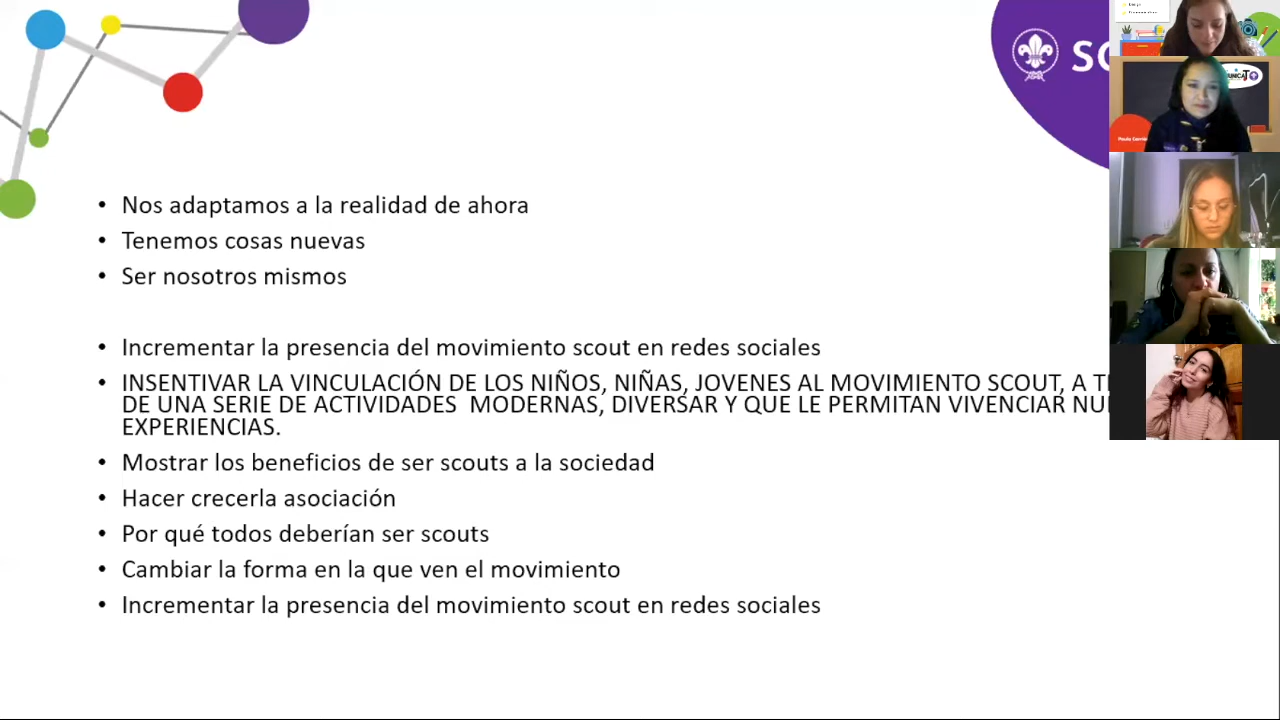 • Nos adaptamos a la realidad de ahora
• Tenemos cosas nuevas
• Ser nosotros mismos
• Incrementar la presencia del movimiento scout en redes sociales
• INSENTIVAR LA VINCULACIÓN DE LOS NIÑOS, NIÑAS, JOVENES AL MOVIMIENTO SCOUT, A
DE UNA SERIE DE ACTIVIDADES  MODERNAS, DIVERSAR Y QUE LE PERMITAN VIVENCIAR
EXPERIENCIAS.
• Mostrar los beneficios de ser scouts a la sociedad
• Hacer crecerla asociación
• Por qué todos deberían ser scouts
• Cambiar la forma en la que ven el movimiento
• Incrementar la presencia del movimiento scout en redes sociales